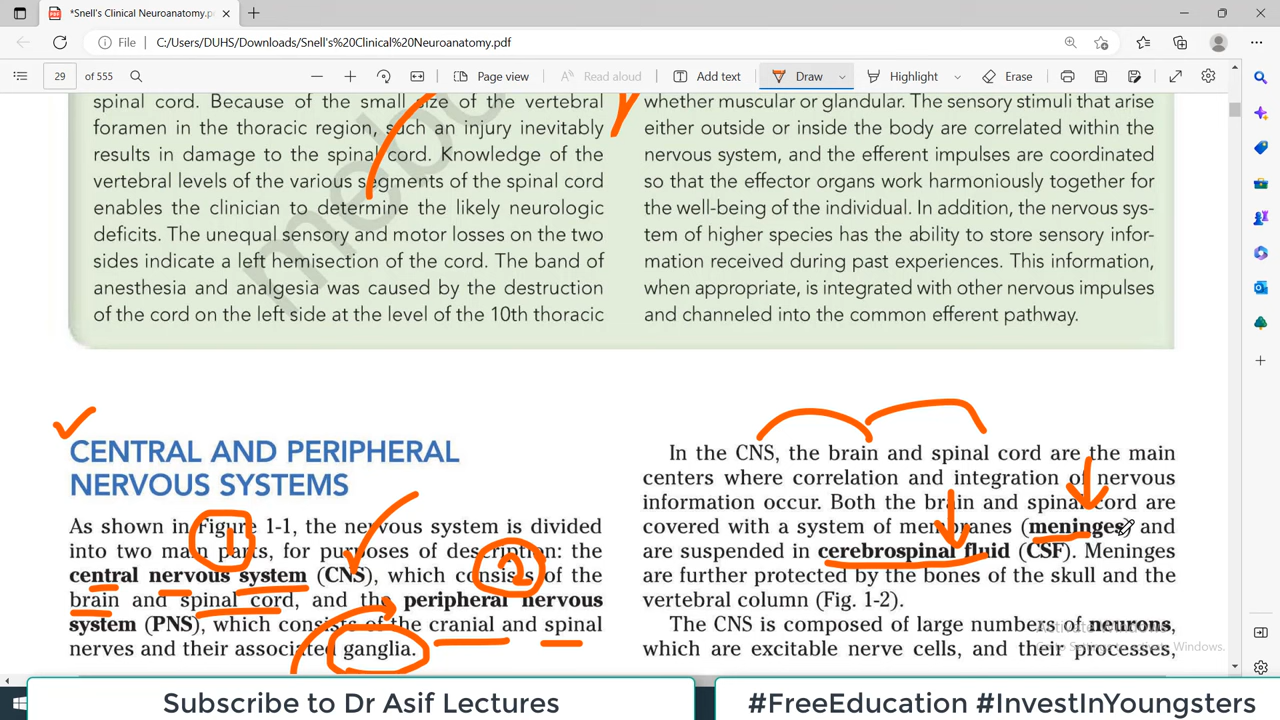 *Snell's Clinical Neuroanatomy.p
File
C:/Users/DUHS/Downloads/Snell's%20Clinical%20Neuroanatomy.pdf
29 of 555
Page view
Read aloud
Add text
Draw
Highlight
Erase
spinal cord. Because of the small size of the vertebral
foramen in the thoracic region, such an injury inevitably
results in damage to the spinal cord. Knowledge of the
vertebral levels of the various segments of the spinal cord
enables the clinician to determine the likely neurologic
deficits. The unequal sensory and motor losses on the two
sides indicate a left hemisection of the cord. The band of
anesthesia and analgesia was caused by the destruction
of the cord on the left side at the level of the 10th thoracic
whether muscular or glandular. The sensory stimuli that arise
either outside or inside the body are correlated within the
nervous system, and the efferent impulses are coordinated
so that the effector organs work harmoniously together for
the well-being of the individual. In addition, the nervous sys-
tem of higher species has the ability to store sensory infor-
mation received during past experiences. This information,
when appropriate, is integrated with other nervous impulses
and channeled into the common efferent pathway.
CENTRAL AND PERIPHERAL
NERVOUS SYSTEMS
As shown in Figure 1-1, the nervous system is divided
into two main parts, for purposes of description: the
central nervous system (CNS), which consists of the
brain and spinal cord, and the peripheral nervous
system (PNS), which consists of the cranial and spinal
nerves and their associated ganglia.
1
2
In the CNS, the brain and spinal cord are the main
centers where correlation and integration of nervous
information occur. Both the brain and spinal cord are
covered with a system of membranes (meninges) and
are suspended in cerebrospinal fluid (CSF). Meninges
are further protected by the bones of the skull and the
vertebral column (Fig. 1-2).
The CNS is composed of large numbers of neurons,
which are excitable nerve cells, and their processes,
Activate Windows
Go to Settings to activate Windows.
Subscribe to Dr Asif Lectures
#FreeEducation #InvestInYoungsters